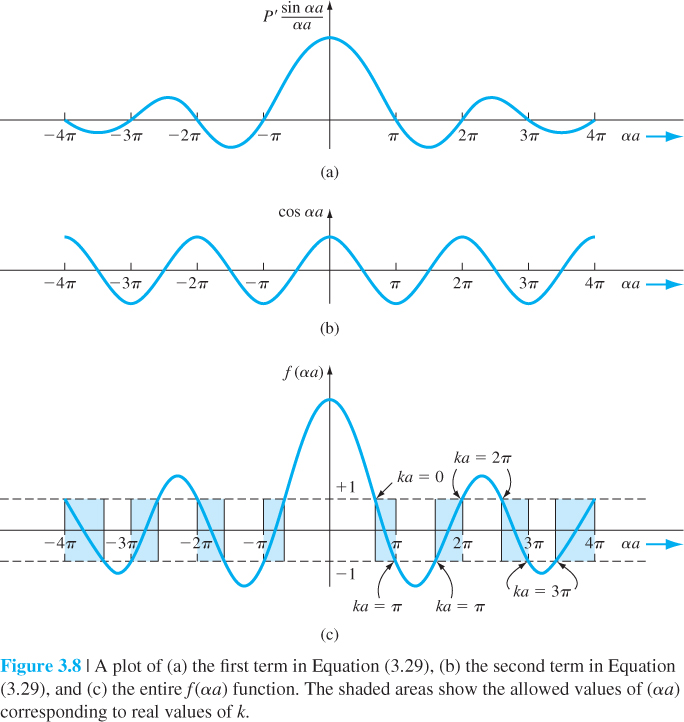 P′ sin αa / αa
−4π −3π −2π −π π 2π 3π 4π αa
(a)
cos αa
−4π −3π −2π −π π 2π 3π 4π αa
(b)
f (αa)
ka = 2π
+1 ka = 0
−4π −3π −2π −π π 2π 3π 4π αa
−1
ka = 3π
ka = π ka = π
(c)
Figure 3.8 | A plot of (a) the first term in Equation (3.29), (b) the second term in Equation
(3.29), and (c) the entire f(αa) function. The shaded areas show the allowed values of (αa)
corresponding to real values of k.